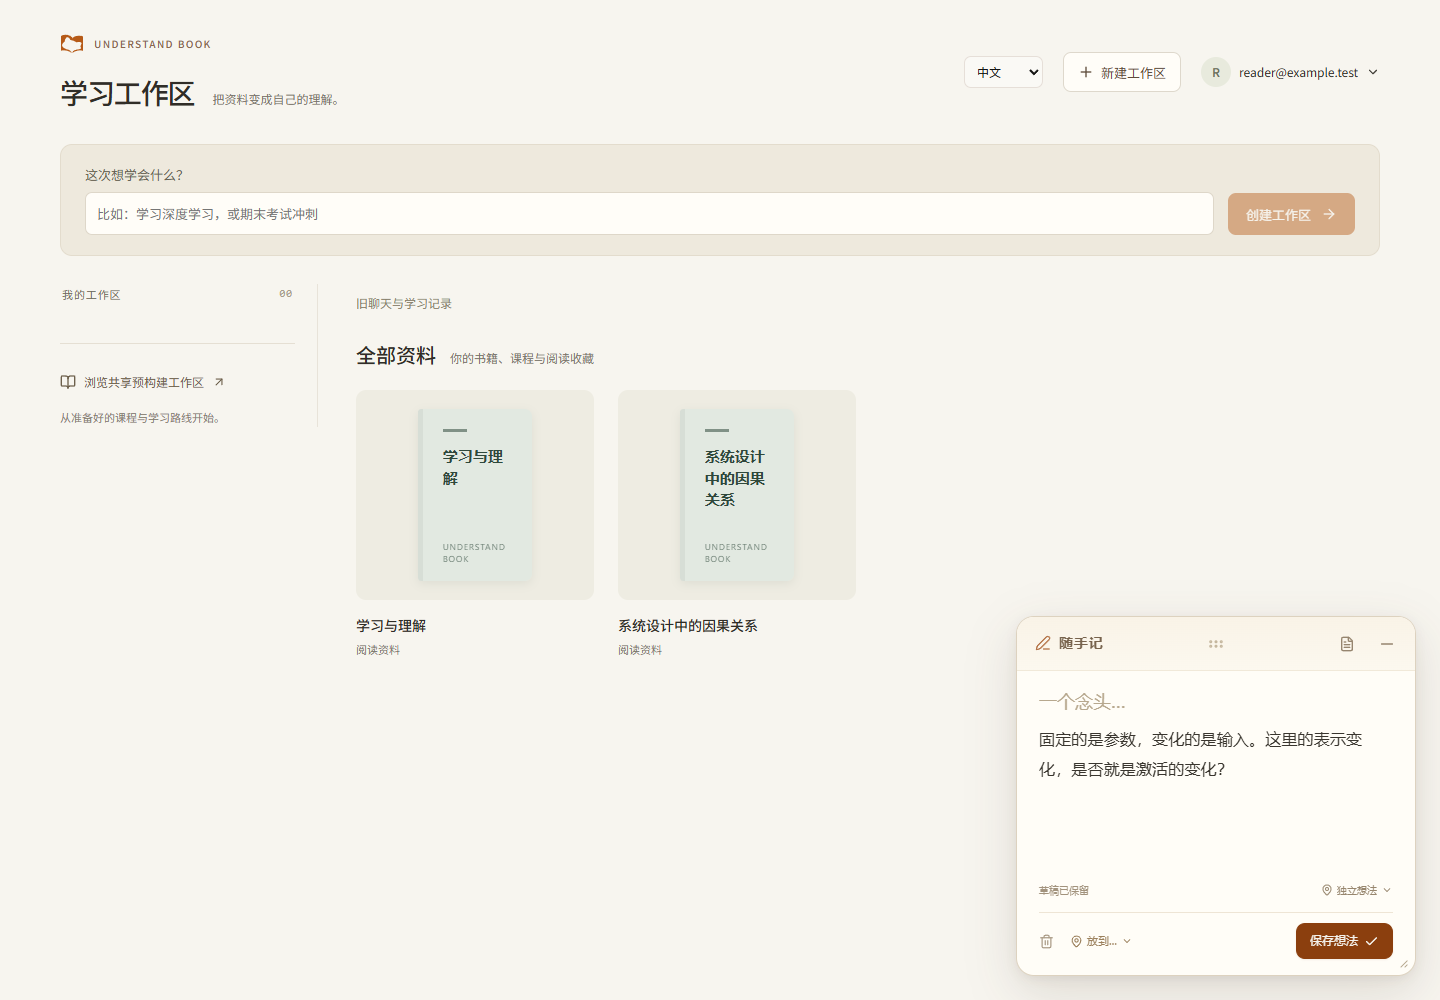 UNDERSTAND BOOK
学习工作区
把资料变成自己的理解。
中文
新建工作区
R
reader@example.test
这次想学会什么？
比如：学习深度学习，或期末考试冲刺
创建工作区
我的工作区
00
浏览共享预构建工作区
从准备好的课程与学习路线开始。
旧聊天与学习记录
全部资料
你的书籍、课程与阅读收藏
学习与理
解
UNDERSTAND
BOOK
学习与理解
阅读资料
系统设计
中的因果
关系
UNDERSTAND
BOOK
系统设计中的因果关系
阅读资料
随手记
一个念头...
固定的是参数，变化的是输入。这里的表示变
化，是否就是激活的变化？
草稿已保留
独立想法
放到...
保存想法